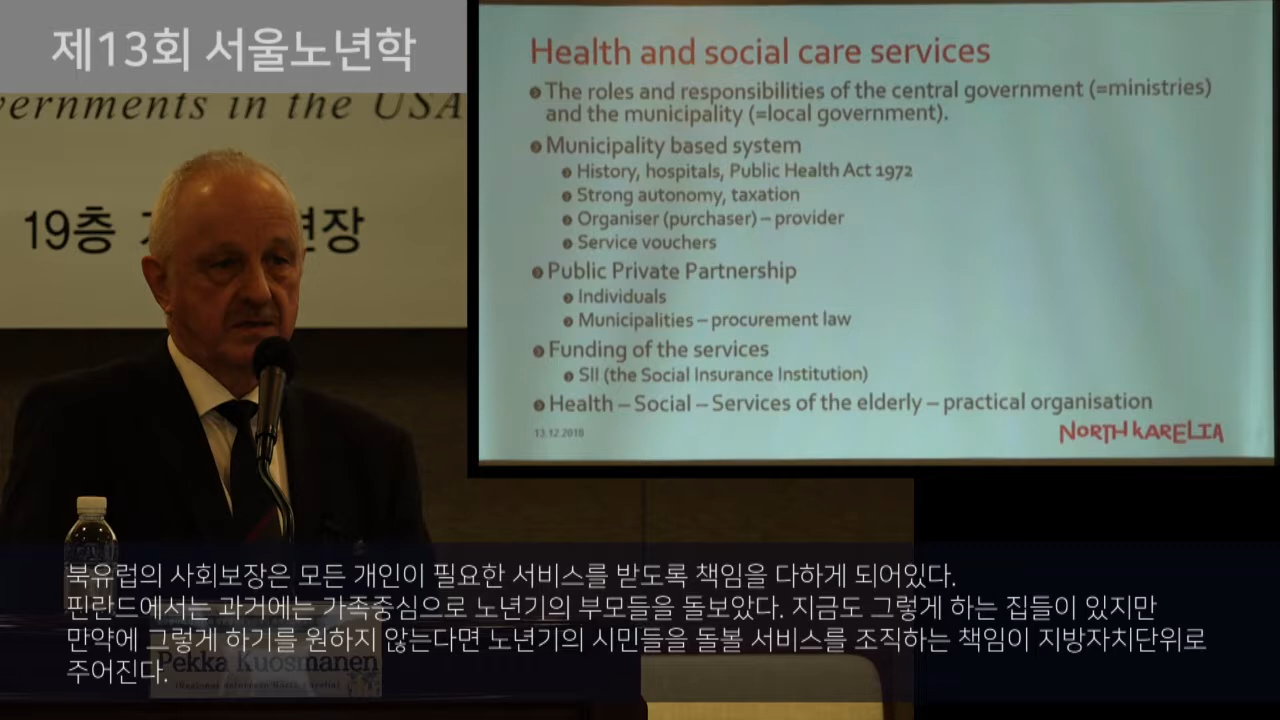 제13회 서울노년학
vernments in the USA
19층
변장
Health and social care services
The roles and responsibilities of the central government (=ministries)
and the municipality (=local government).
Municipality based system
History, hospitals, Public Health Act 1972
Strong autonomy, taxation
Organiser (purchaser) – provider
Service vouchers
Public Private Partnership
Individuals
Municipalities – procurement law
Funding of the services
SII (the Social Insurance Institution)
Health – Social – Services of the elderly – practical organisation
13.12.2018
NORTH KARELIA
북유럽의 사회보장은 모든 개인이 필요한 서비스를 받도록 책임을 다하게 되어있다.
핀란드에서는 과거에는 가족중심으로 노년기의 부모들을 돌보았다. 지금도 그렇게 하는 집들이 있지만
만약에 그렇게 하기를 원하지 않는다면 노년기의 시민들을 돌볼 서비스를 조직하는 책임이 지방자치단위로
주어진다.
Pekka Kuosmanen